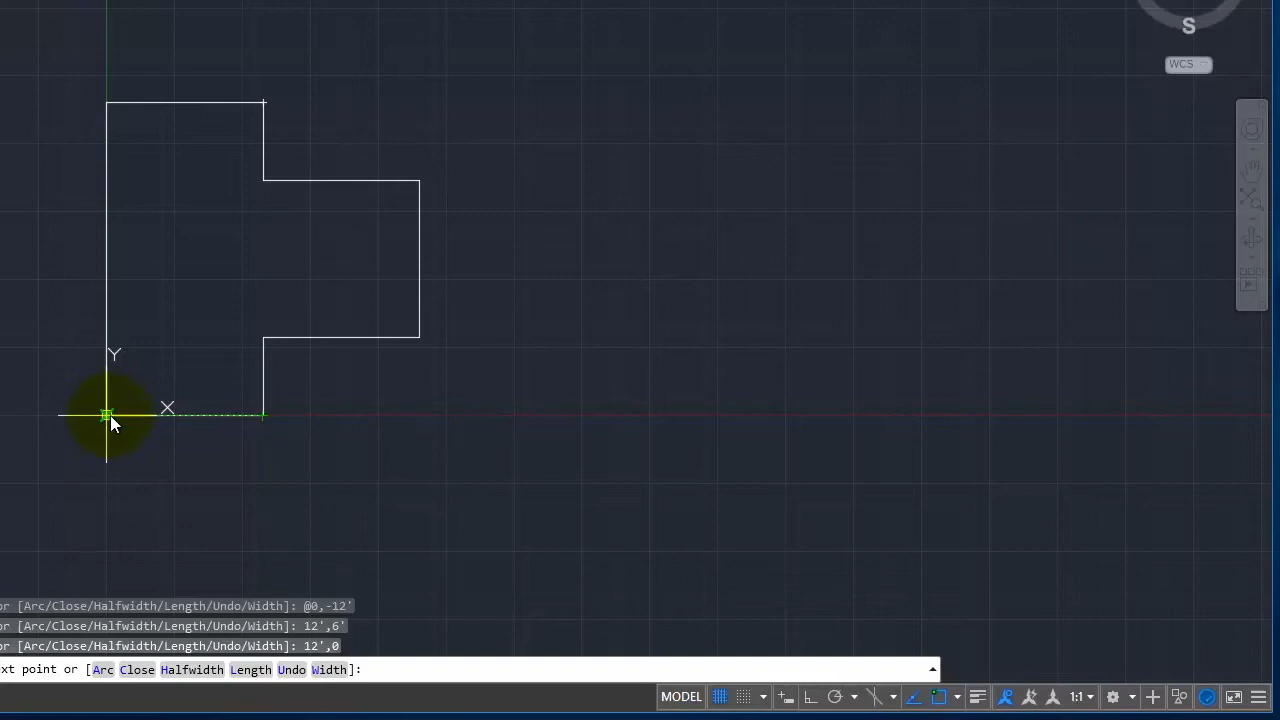 S
WCS
Y
X
or [Arc/Close/Halfwidth/Length/Undo/Width]: @0,-12'
or [Arc/Close/Halfwidth/Length/Undo/Width]: 12',6'
or [Arc/Close/Halfwidth/Length/Undo/Width]: 12',0
ext point or [Arc Close Halfwidth Length Undo Width]:
MODEL 1:1